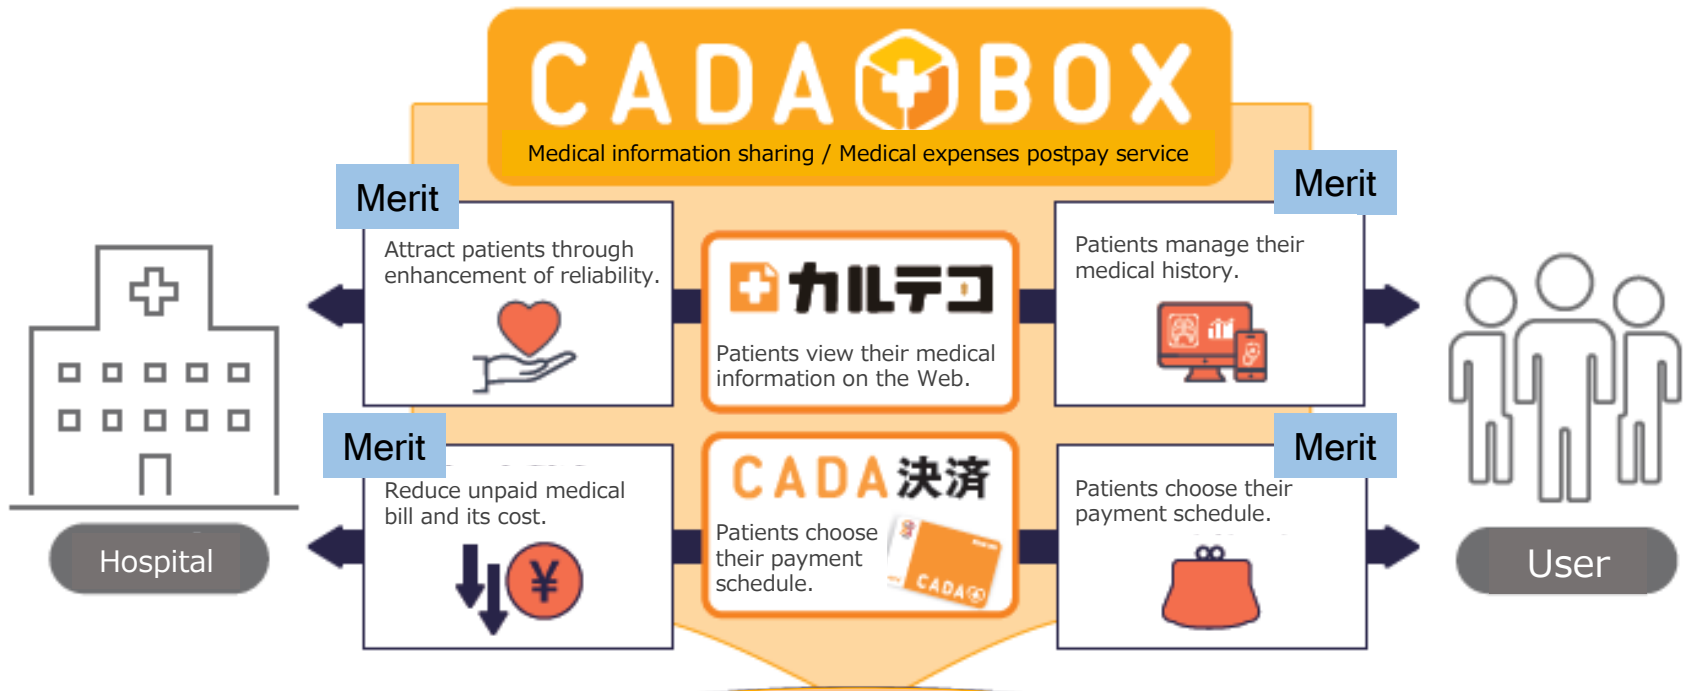 CADA BOX
Medical information sharing / Medical expenses postpay service
Merit
Attract patients through
enhancement of reliability.
カルテコ
Patients view their medical
information on the Web.
Merit
Patients manage their
medical history.
Merit
Reduce unpaid medical
bill and its cost.
¥
CADA決済
Patients choose
their payment
schedule.
CADA
Merit
Patients choose their
payment schedule.
Hospital
User